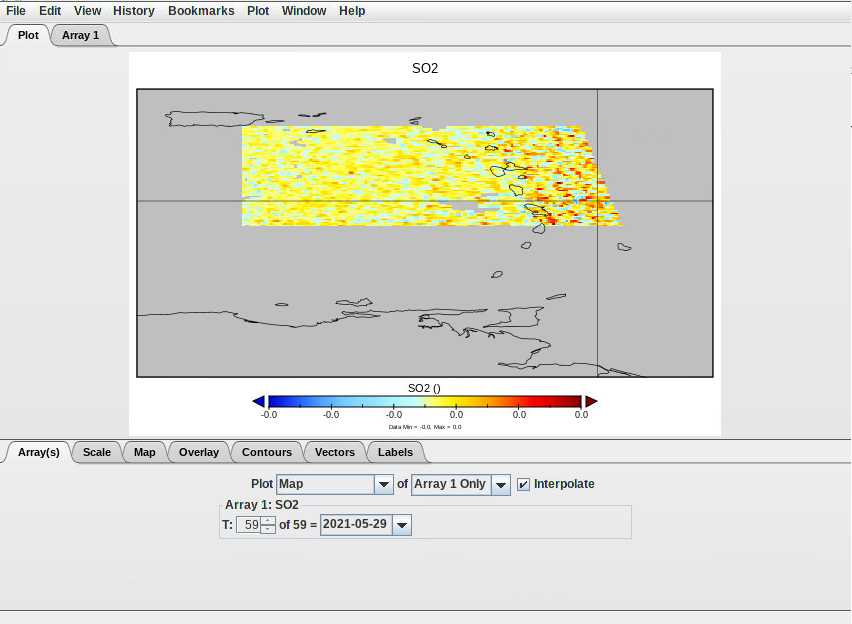 File Edit View History Bookmarks Plot Window Help
Plot Array 1
SO2
SO2 ()
-0.0 -0.0 -0.0 0.0 0.0 0.0
Data Min = -0.0, Max = 0.0
Array(s) Scale Map Overlay Contours Vectors Labels
Plot Map of Array 1 Only Interpolate
Array 1: SO2
T: 59 of 59 = 2021-05-29